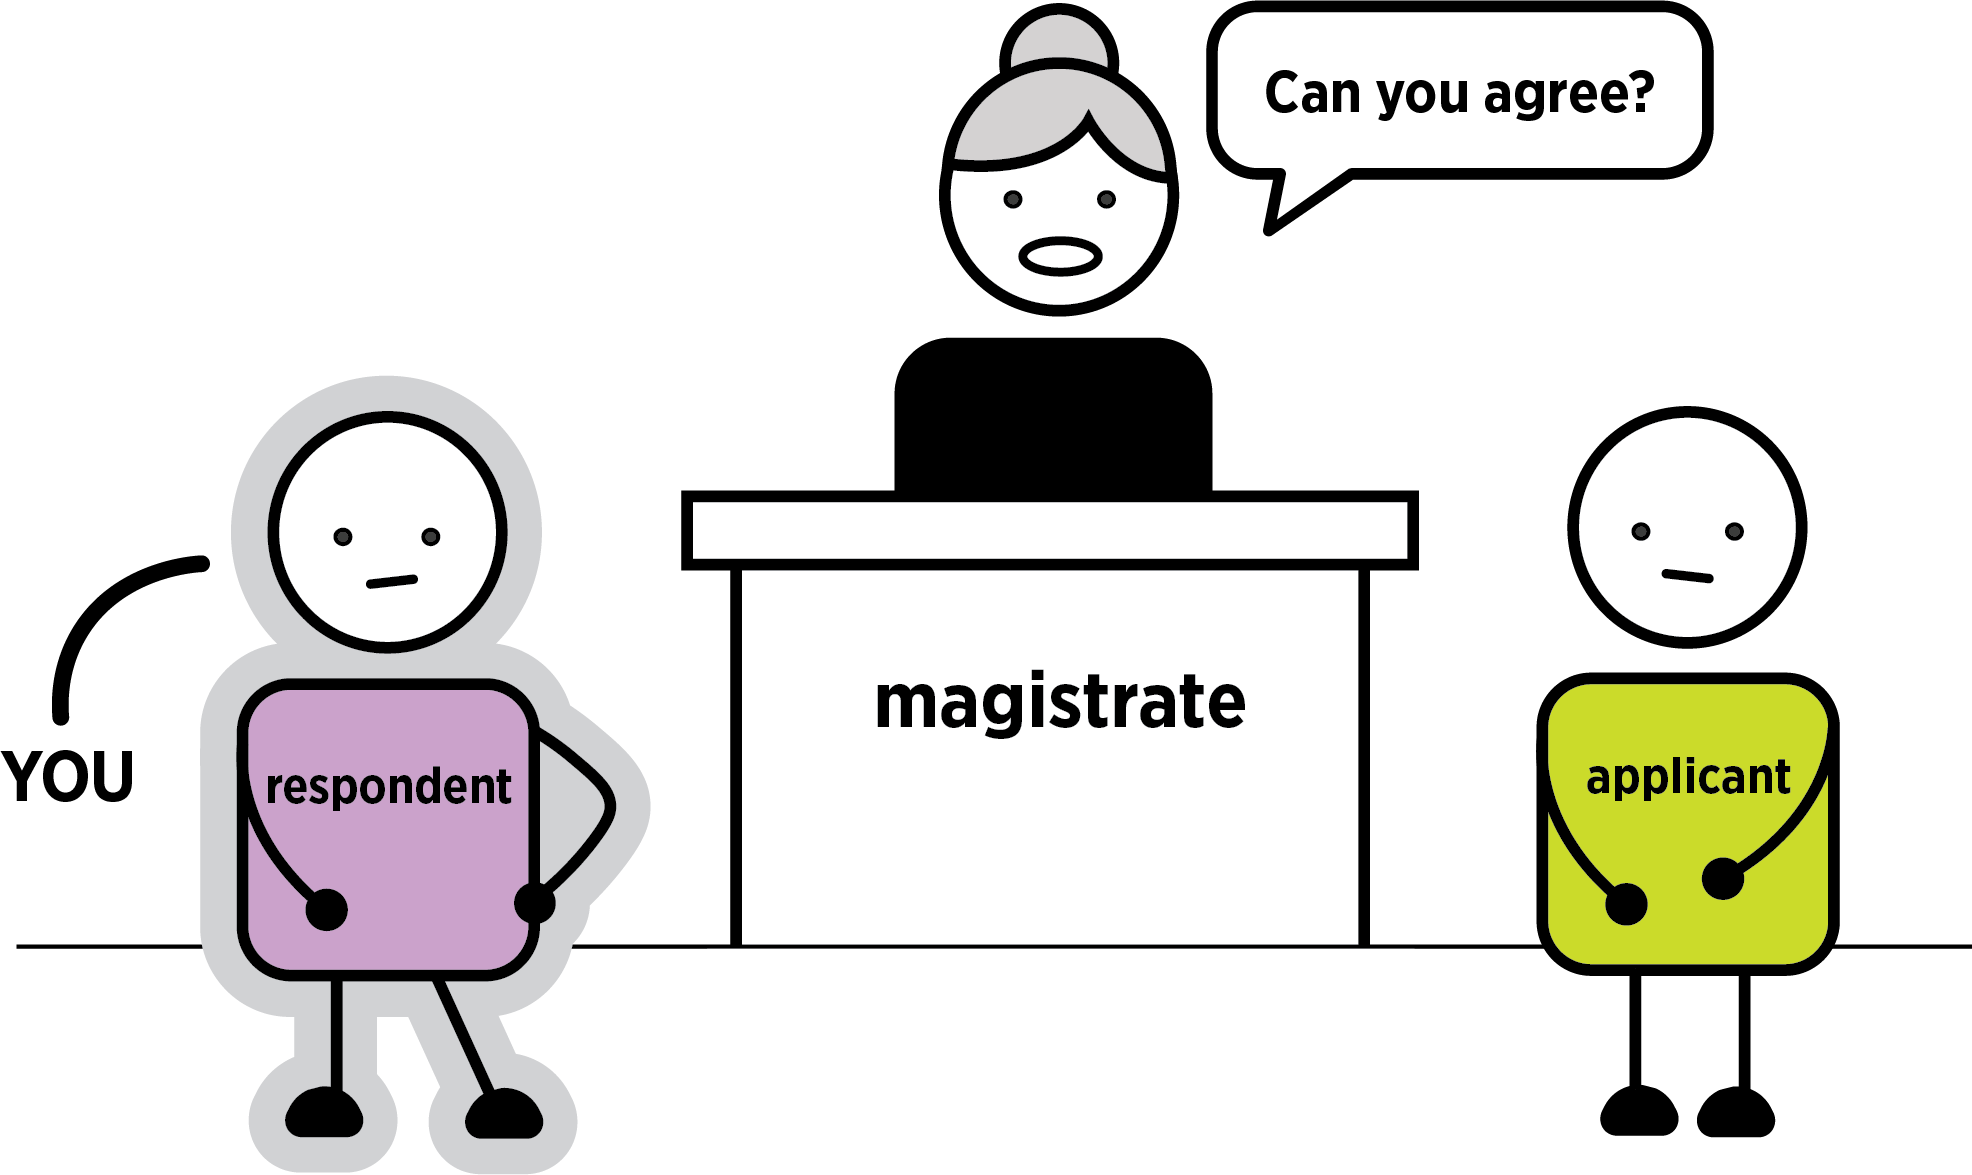 Can you agree?
magistrate
YOU
respondent
applicant